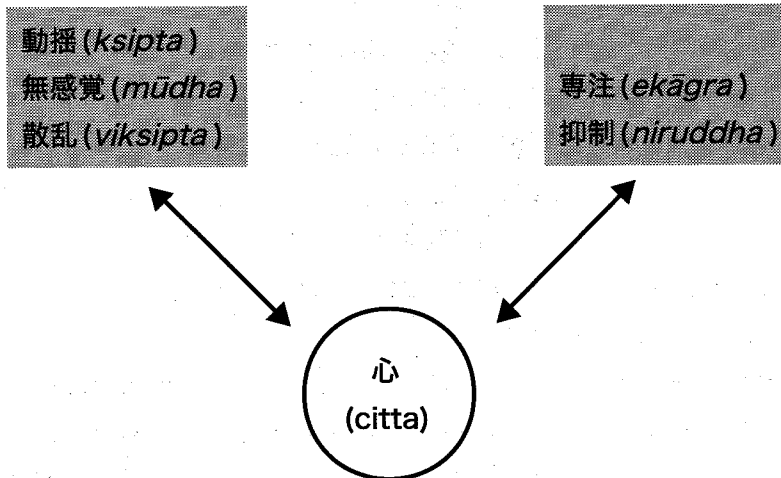 動揺(ksipta)
無感覚(mūdha)
散乱(viksipta)
専注(ekāgra)
抑制(niruddha)
心
(citta)